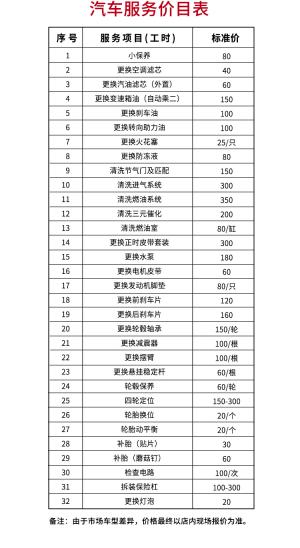 汽车服务价目表
序号 服务项目(工时) 标准价
1 小保养 80
2 更换空调滤芯 40
3 更换汽油滤芯（外置） 60
4 更换变速箱油（自动乘二） 150
5 更换刹车油 100
6 更换转向助力油 100
7 更换火花塞 25/只
8 更换防冻液 80
9 清洗节气门及匹配 150
10 清洗进气系统 300
11 清洗燃油系统 350
12 清洗三元催化 200
13 清洗燃油室 80/缸
14 更换正时皮带套装 300
15 更换水泵 180
16 更换电机皮带 60
17 更换发动机脚垫 80/只
18 更换前刹车片 120
19 更换后刹车片 160
20 更换轮毂轴承 150/轮
21 更换减震器 100/根
22 更换摆臂 100/根
23 更换悬挂稳定杆 60/根
24 轮毂保养 60/轮
25 四轮定位 150-300
26 轮胎换位 20/个
27 轮胎动平衡 20/个
28 补胎（贴片） 30
29 补胎（蘑菇钉） 60
30 检查电路 100/次
31 拆装保险杠 100-300
32 更换灯泡 20
备注：由于市场车型差异，价格最终以店内现场报价为准。